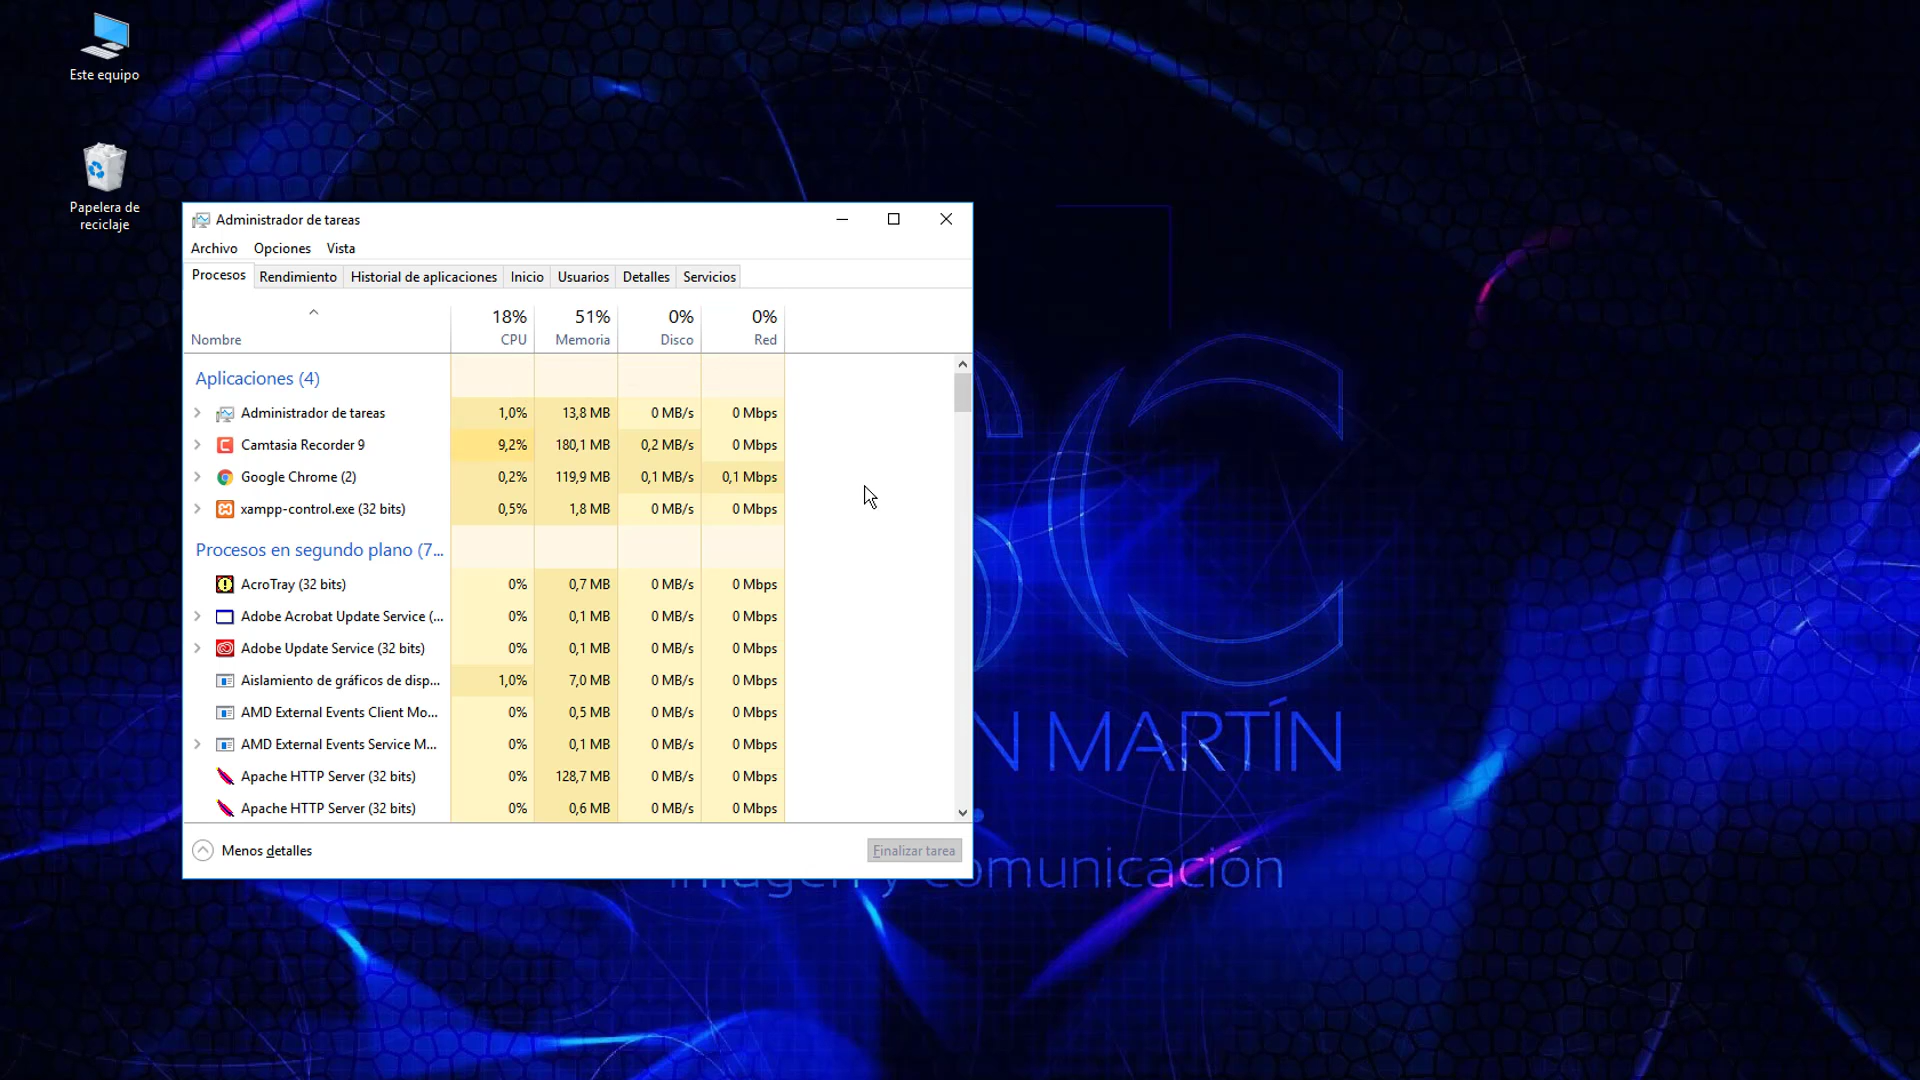 Este equipo
Papelera de
reciclaje
Administrador de tareas
Archivo Opciones Vista
Procesos Rendimiento Historial de aplicaciones Inicio Usuarios Detalles Servicios
18% 51% 0% 0%
Nombre CPU Memoria Disco Red
Aplicaciones (4)
Administrador de tareas 1,0% 13,8 MB 0 MB/s 0 Mbps
Camtasia Recorder 9 9,2% 180,1 MB 0,2 MB/s 0 Mbps
Google Chrome (2) 0,2% 119,9 MB 0,1 MB/s 0,1 Mbps
xampp-control.exe (32 bits) 0,5% 1,8 MB 0 MB/s 0 Mbps
Procesos en segundo plano (7...
AcroTray (32 bits) 0% 0,7 MB 0 MB/s 0 Mbps
Adobe Acrobat Update Service (... 0% 0,1 MB 0 MB/s 0 Mbps
Adobe Update Service (32 bits) 0% 0,1 MB 0 MB/s 0 Mbps
Aislamiento de gráficos de disp... 1,0% 7,0 MB 0 MB/s 0 Mbps
AMD External Events Client Mo... 0% 0,5 MB 0 MB/s 0 Mbps
AMD External Events Service M... 0% 0,1 MB 0 MB/s 0 Mbps
Apache HTTP Server (32 bits) 0% 128,7 MB 0 MB/s 0 Mbps
Apache HTTP Server (32 bits) 0% 0,6 MB 0 MB/s 0 Mbps
Menos detalles Finalizar tarea
N MARTÍN
imagen y comunicación